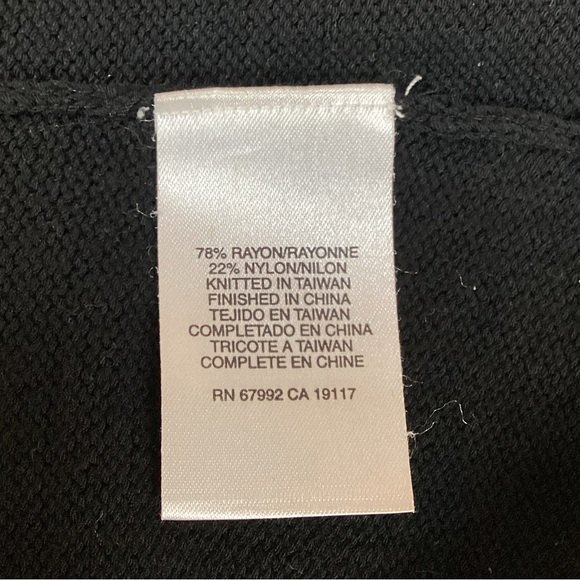 78% RAYON/RAYONNE
22% NYLON/NILON
KNITTED IN TAIWAN
FINISHED IN CHINA
TEJIDO EN TAIWAN
COMPLETADO EN CHINA
TRICOTE A TAIWAN
COMPLETE EN CHINE
RN 67992 CA 19117